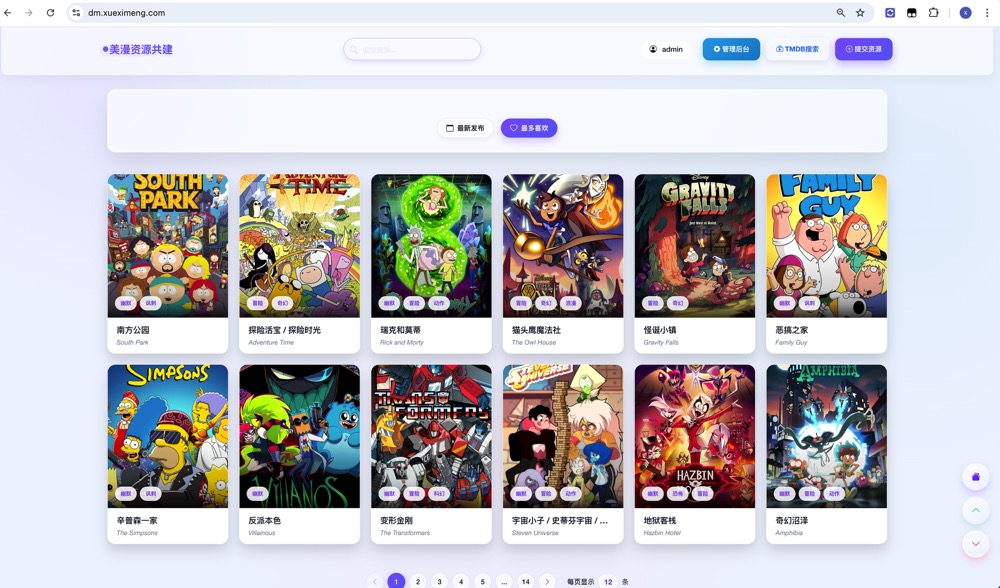 dm.xueximeng.com
X
美漫资源共建
admin
管理后台
TMDB搜索
提交资源
最新发布
最多喜欢
SOUTH PARK
幽默 讽刺
南方公园
South Park
ADVENTURE TIME
冒险 奇幻
探险活宝 / 探险时光
Adventure Time
幽默 冒险 动作
瑞克和莫蒂
Rick and Morty
冒险 奇幻 浪漫
猫头鹰魔法社
The Owl House
Disney
GRAVITY FALLS
冒险 奇幻
怪诞小镇
Gravity Falls
FAMILY GUY
幽默 讽刺
恶搞之家
Family Guy
THE SIMPSONS
幽默 讽刺
辛普森一家
The Simpsons
VILLAINOS
幽默
反派本色
Villainous
TRANSFORMERS
幽默 冒险 科幻
变形金刚
The Transformers
STEVEN UNIVERSE
幽默 冒险 动作
宇宙小子 / 史蒂芬宇宙 / ...
Steven Universe
HAZBIN HOTEL
幽默 恐怖 冒险
地狱客栈
Hazbin Hotel
AMPHIBIA
幽默 冒险 动作
奇幻沼泽
Amphibia
1 2 3 4 5 ... 14 每页显示 12 条